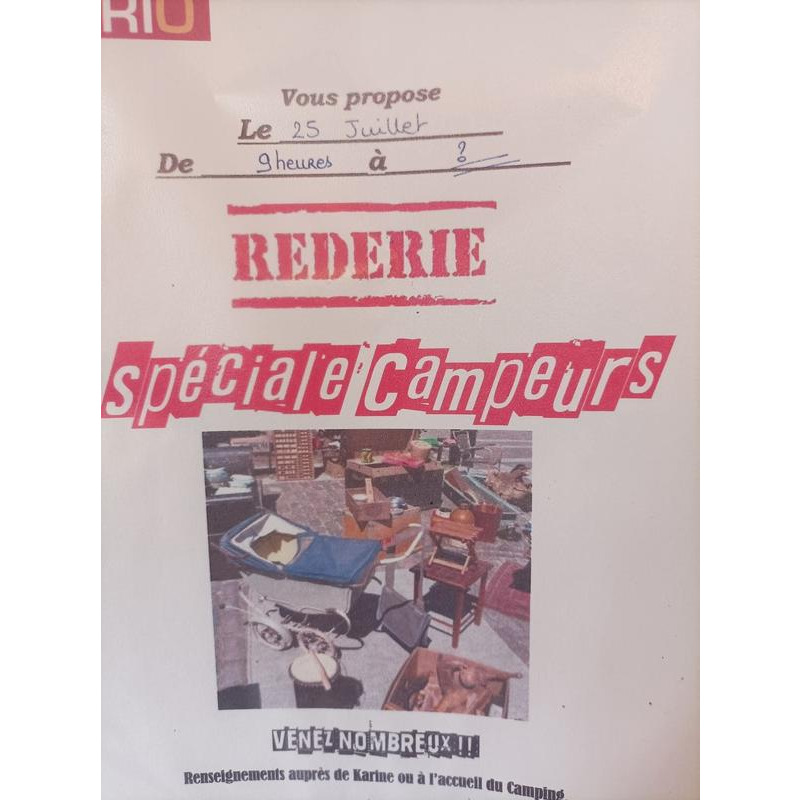 RIO
Vous propose
Le 25 Juillet
De 9heures à ?
REDERIE
Spéciale Campeurs
VENEZ NOMBREUX !!
Renseignements auprès de Karine ou à l'accueil du Camping